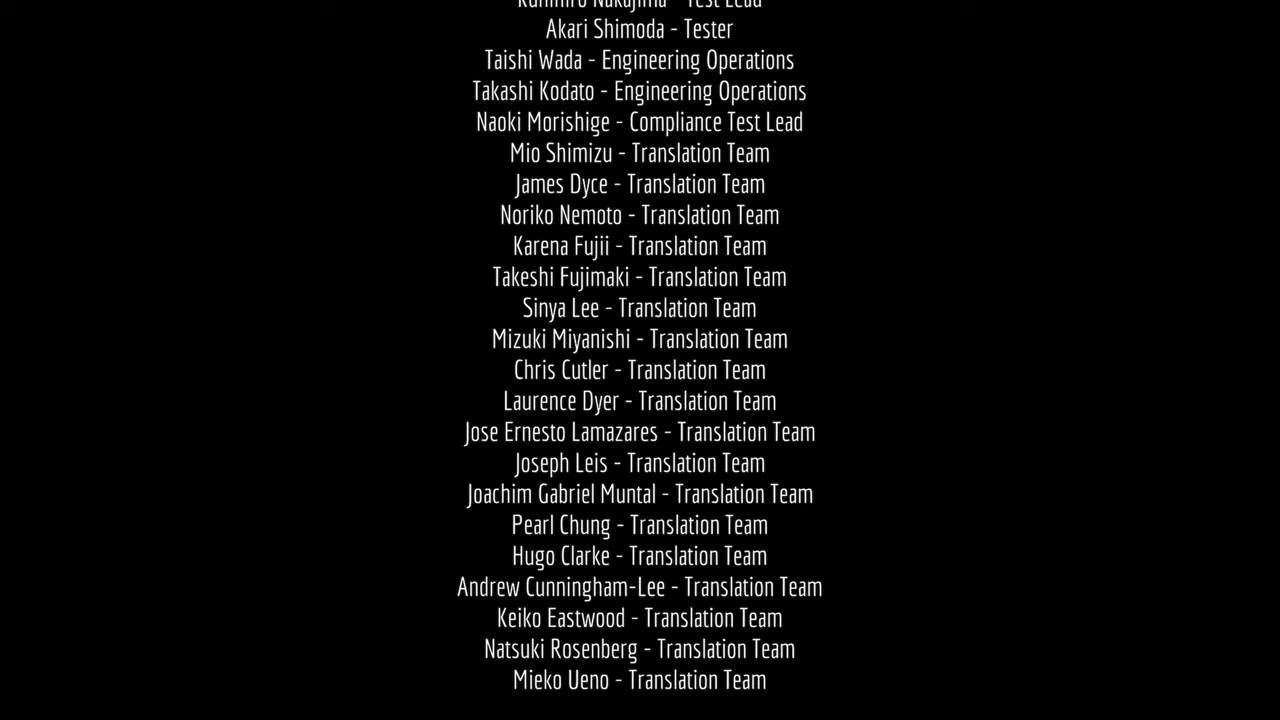 Nakajima - Test Lead
Akari Shimoda - Tester
Taishi Wada - Engineering Operations
Takashi Kodato - Engineering Operations
Naoki Morishige - Compliance Test Lead
Mio Shimizu - Translation Team
James Dyce - Translation Team
Noriko Nemoto - Translation Team
Karena Fujii - Translation Team
Takeshi Fujimaki - Translation Team
Sinya Lee - Translation Team
Mizuki Miyanishi - Translation Team
Chris Cutler - Translation Team
Laurence Dyer - Translation Team
Jose Ernesto Lamazares - Translation Team
Joseph Leis - Translation Team
Joachim Gabriel Muntal - Translation Team
Pearl Chung - Translation Team
Hugo Clarke - Translation Team
Andrew Cunningham-Lee - Translation Team
Keiko Eastwood - Translation Team
Natsuki Rosenberg - Translation Team
Mieko Ueno - Translation Team